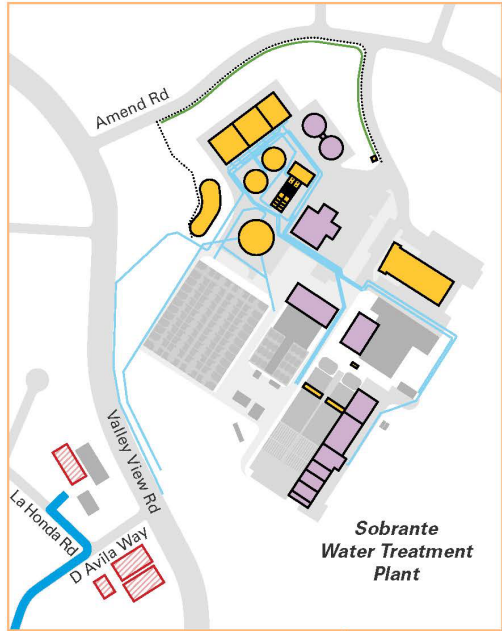 Amend Rd
Valley View Rd
La Honda Rd
D Avila Way
Sobrante
Water Treatment
Plant